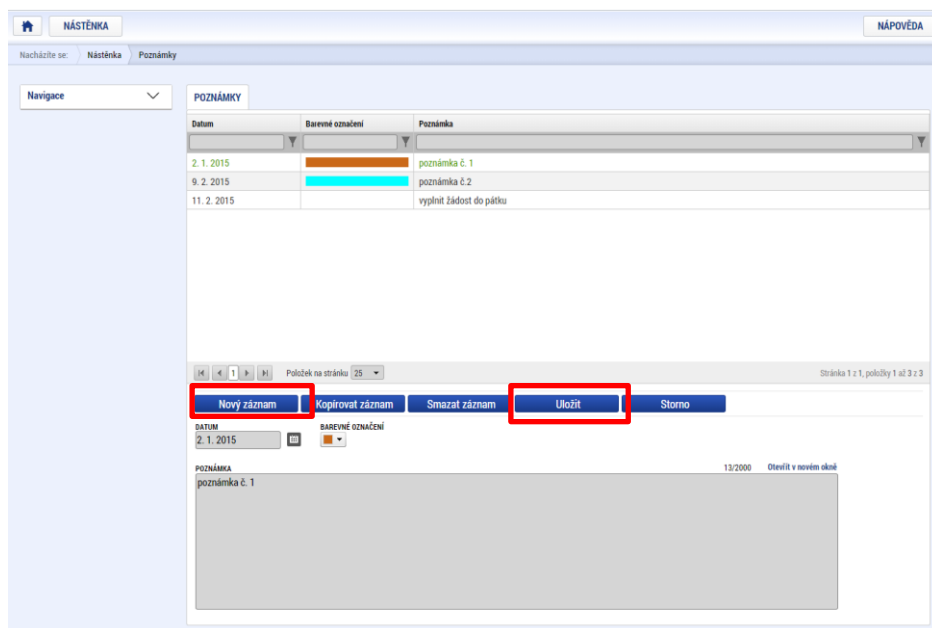 NÁSTĚNKA NÁPOVĚDA
Nacházíte se: Nástěnka Poznámky
Navigace
POZNÁMKY
Datum Barevné označení Poznámka
2. 1. 2015 poznámka č. 1
9. 2. 2015 poznámka č.2
11. 2. 2015 vyplnit žádost do pátku
1 Položek na stránku 25 Stránka 1 z 1, položky 1 až 3 z 3
Nový záznam Kopírovat záznam Smazat záznam Uložit Storno
DATUM BAREVNÉ OZNAČENÍ
2. 1. 2015
POZNÁMKA 13/2000 Otevřít v novém okně
poznámka č. 1